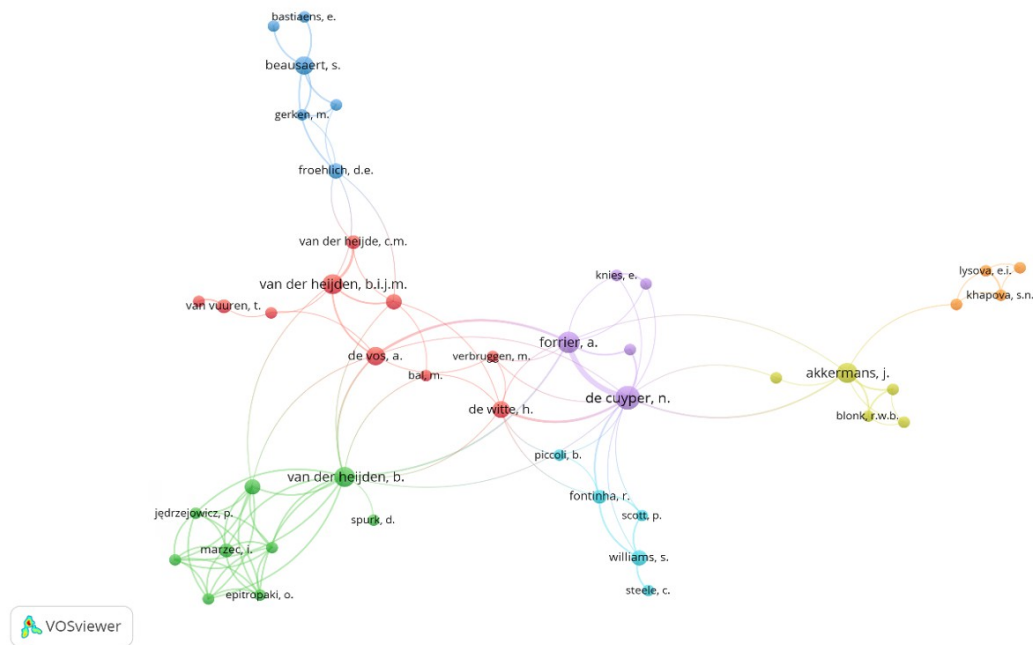 bastiaens, e.
beausaert, s.
gerken, m.
froehlich, d.e.
van der heijde, c.m.
van der heijden, b.i.j.m.
van vuuren, t.
de vos, a.
bal, m.
verbruggen, m.
de witte, h.
knies, e.
forrier, a.
de cuyper, n.
lysova, e.i.
khapova, s.n.
akkermans, j.
blonk, r.w.b.
piccoli, b.
fontinha, r.
scott, p.
williams, s.
steele, c.
van der heijden, b.
spurk, d.
jędrzejowicz, p.
marzec, i.
epitropaki, o.
VOSviewer